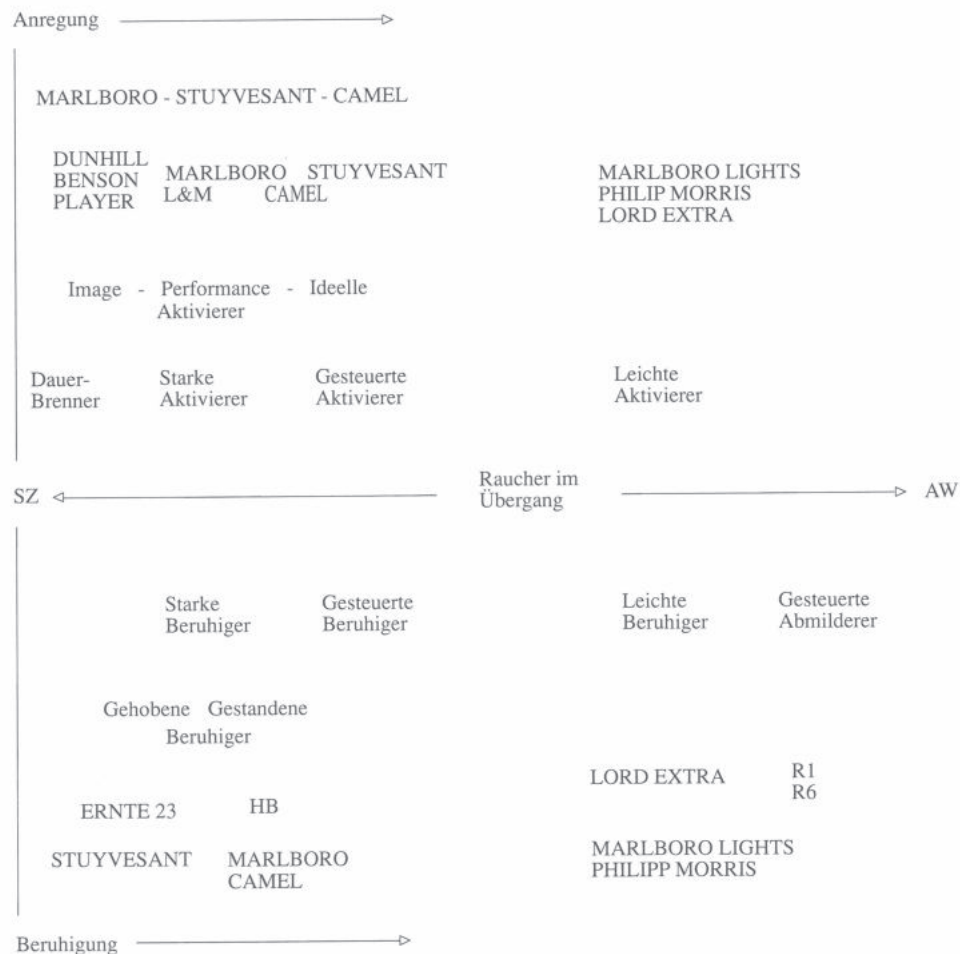 Anregung
MARLBORO - STUYVESANT - CAMEL
DUNHILL
BENSON
PLAYER
MARLBORO STUYVESANT
L&M CAMEL
MARLBORO LIGHTS
PHILIP MORRIS
LORD EXTRA
Image - Performance - Ideelle
Aktivierer
Dauer-
Brenner
Starke
Aktivierer
Gesteuerte
Aktivierer
Leichte
Aktivierer
SZ
Raucher im
Übergang
AW
Starke
Beruhiger
Gesteuerte
Beruhiger
Leichte
Beruhiger
Gesteuerte
Abmilderer
Gehobene Gestandene
Beruhiger
LORD EXTRA
R1
R6
ERNTE 23
HB
STUYVESANT
MARLBORO
CAMEL
MARLBORO LIGHTS
PHILIPP MORRIS
Beruhigung